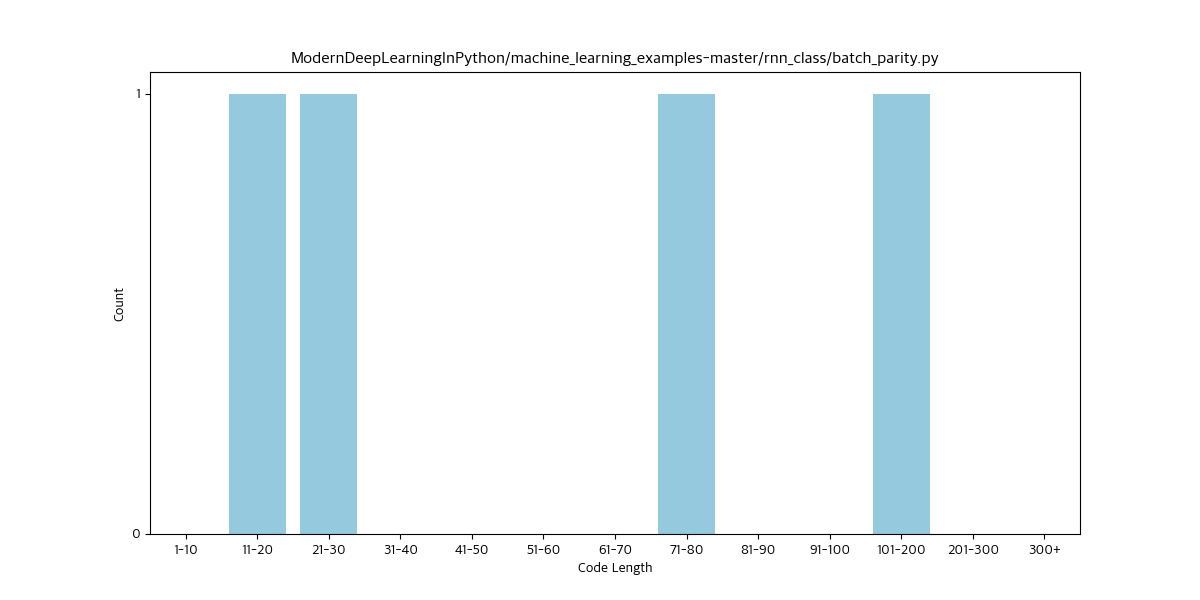 ModernDeepLearningInPython/machine_learning_examples-master/rnn_class/batch_parity.py
1
Count
0
1-10 11-20 21-30 31-40 41-50 51-60 61-70 71-80 81-90 91-100 101-200 201-300 300+
Code Length